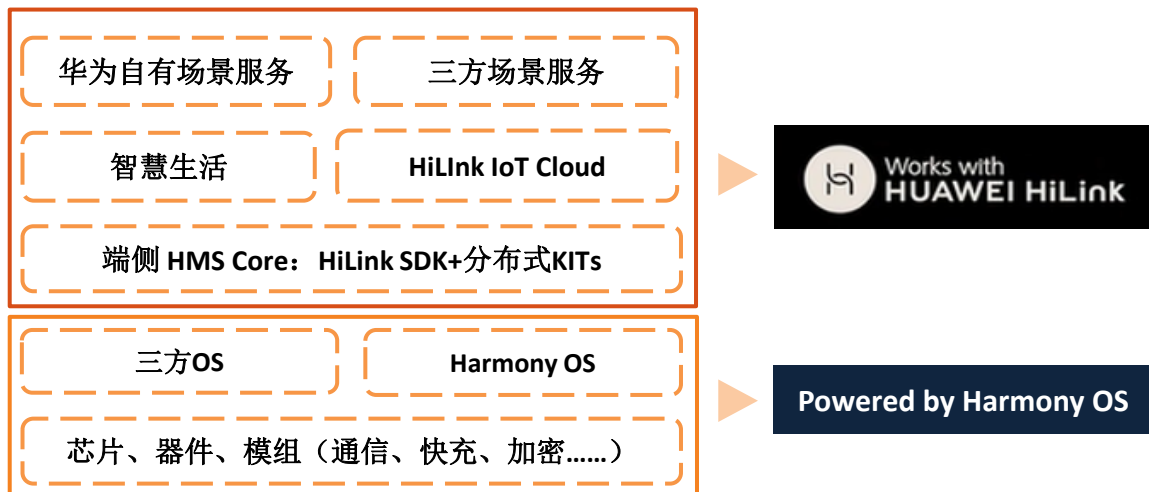 华为自有场景服务
三方场景服务
智慧生活
HiLInk IoT Cloud
端侧 HMS Core：HiLink SDK+分布式KITs
Works with
HUAWEI HiLink
三方OS
Harmony OS
芯片、器件、模组（通信、快充、加密……）
Powered by Harmony OS